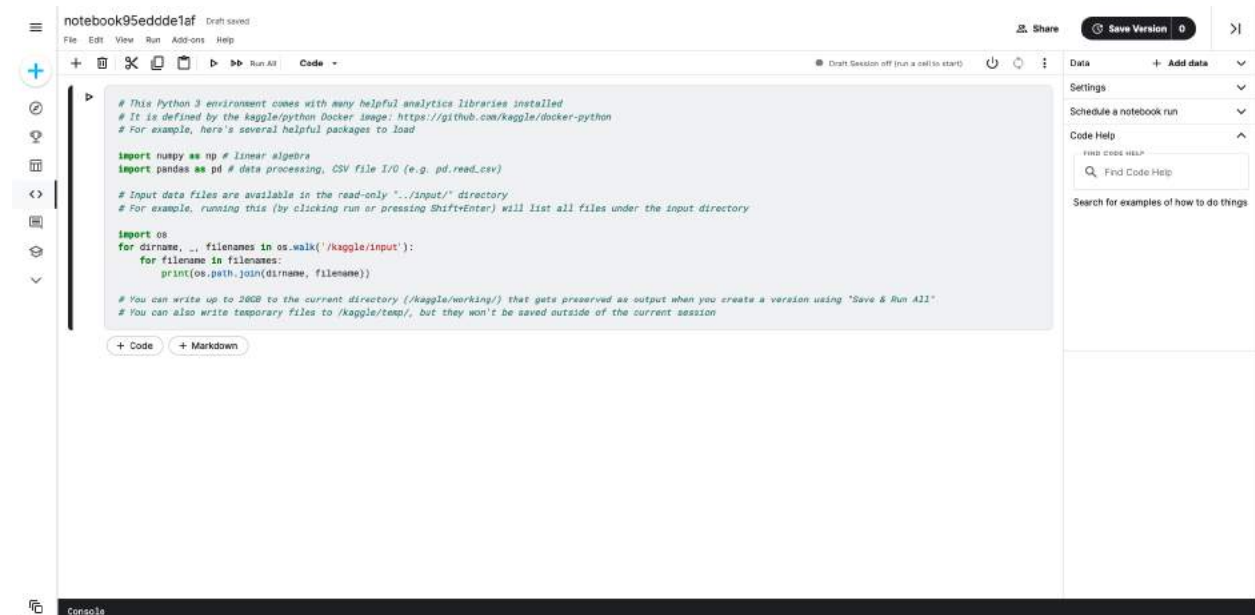 notebook95eddde1af Draft saved
File Edit View Run Add-ons Help
Share
Save Version 0
Run All Code
Draft Session off (run a cell to start)
# This Python 3 environment comes with many helpful analytics libraries installed
# It is defined by the kaggle/python Docker image: https://github.com/kaggle/docker-python
# For example, here's several helpful packages to load
import numpy as np # linear algebra
import pandas as pd # data processing, CSV file I/O (e.g. pd.read_csv)
# Input data files are available in the read-only "../input/" directory
# For example, running this (by clicking run or pressing Shift+Enter) will list all files under the input directory
import os
for dirname, _, filenames in os.walk('/kaggle/input'):
    for filename in filenames:
        print(os.path.join(dirname, filename))
# You can write up to 20GB to the current directory (/kaggle/working/) that gets preserved as output when you create a version using "Save & Run All"
# You can also write temporary files to /kaggle/temp/, but they won't be saved outside of the current session
+ Code + Markdown
Data + Add data
Settings
Schedule a notebook run
Code Help
FIND CODE HELP
Find Code Help
Search for examples of how to do things
Console